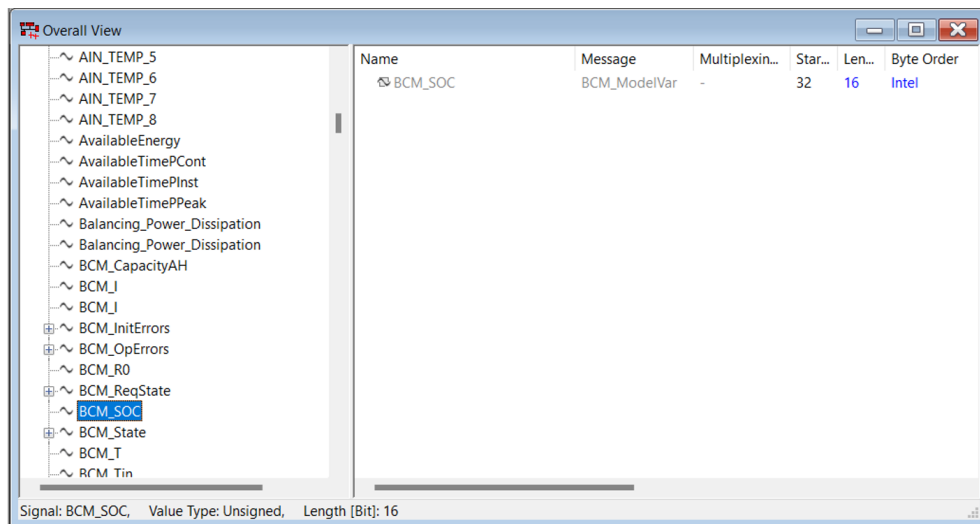 Overall View
AIN_TEMP_5
AIN_TEMP_6
AIN_TEMP_7
AIN_TEMP_8
AvailableEnergy
AvailableTimePCont
AvailableTimePInst
AvailableTimePPeak
Balancing_Power_Dissipation
Balancing_Power_Dissipation
BCM_CapacityAH
BCM_I
BCM_I
BCM_InitErrors
BCM_OpErrors
BCM_R0
BCM_ReqState
BCM_SOC
BCM_State
BCM_T
BCM_Tin
Name Message Multiplexin... Star... Len... Byte Order
BCM_SOC BCM_ModelVar - 32 16 Intel
Signal: BCM_SOC, Value Type: Unsigned, Length [Bit]: 16